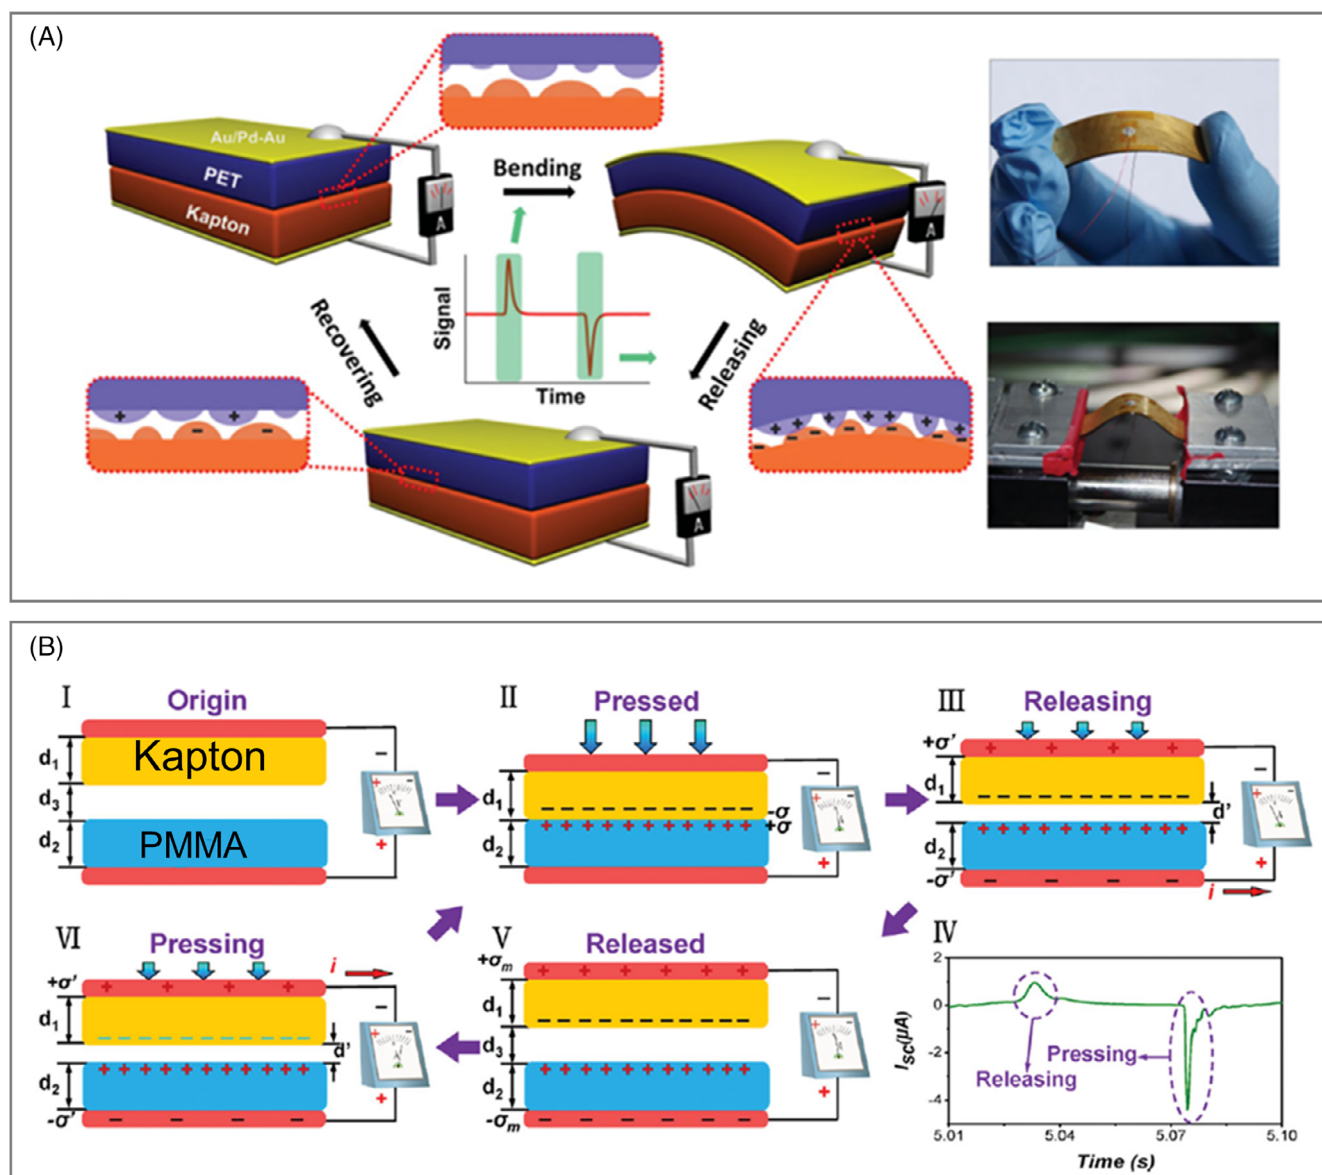 (A)
Au/Pd-Au
PET
Kapton
A
Bending
A
Signal
Time
Recovering
Releasing
+ +
- -
+ + + + + + +
- - - - - - -
A
(B)
I
Origin
d₁
Kapton
d₃
d₂
PMMA
-
+ -
+
II
Pressed
d₁
-σ
+σ
d₂
-
+ -
+
III
Releasing
+σ'
+ + + +
d₁
d'
d₂
-σ'
i
-
+ -
+
VI
Pressing
+σ'
i
+ + + +
d₁
d'
d₂
-σ'
-
+ -
+
V
Released
+σₘ
+ + + + + +
d₁
d₃
d₂
-σₘ
-
+ -
+
IV
I_SC(μA)
2
0
-2
-4
Releasing
Pressing
5.01 5.04 5.07 5.10
Time (s)